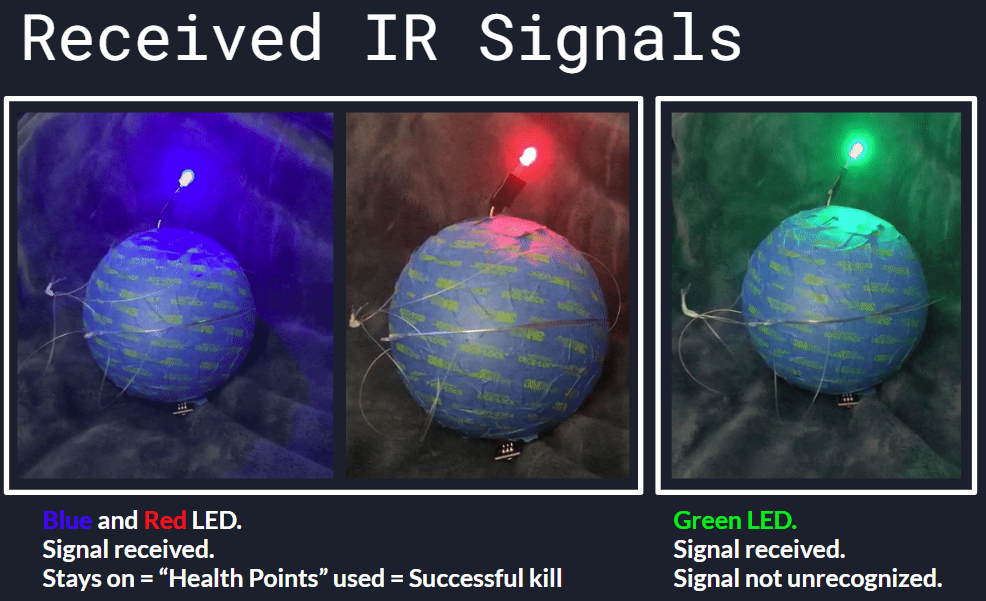 Received IR Signals
Blue and Red LED.
Signal received.
Stays on = “Health Points” used = Successful kill
Green LED.
Signal received.
Signal not unrecognized.